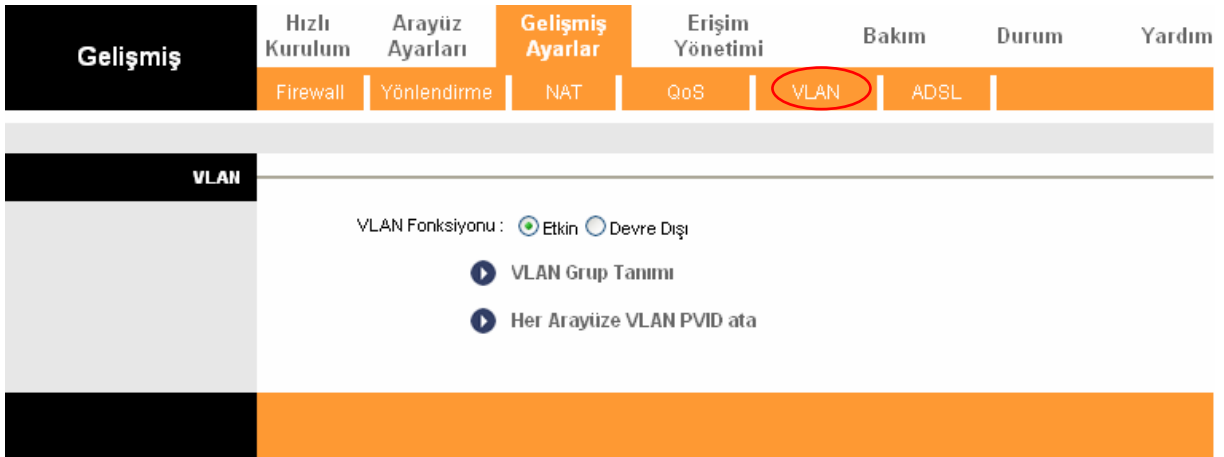 Gelişmiş
Hızlı Kurulum
Arayüz Ayarları
Gelişmiş Ayarlar
Erişim Yönetimi
Bakım
Durum
Yardım
Firewall
Yönlendirme
NAT
QoS
VLAN
ADSL
VLAN
VLAN Fonksiyonu : Etkin Devre Dışı
VLAN Grup Tanımı
Her Arayüze VLAN PVID ata